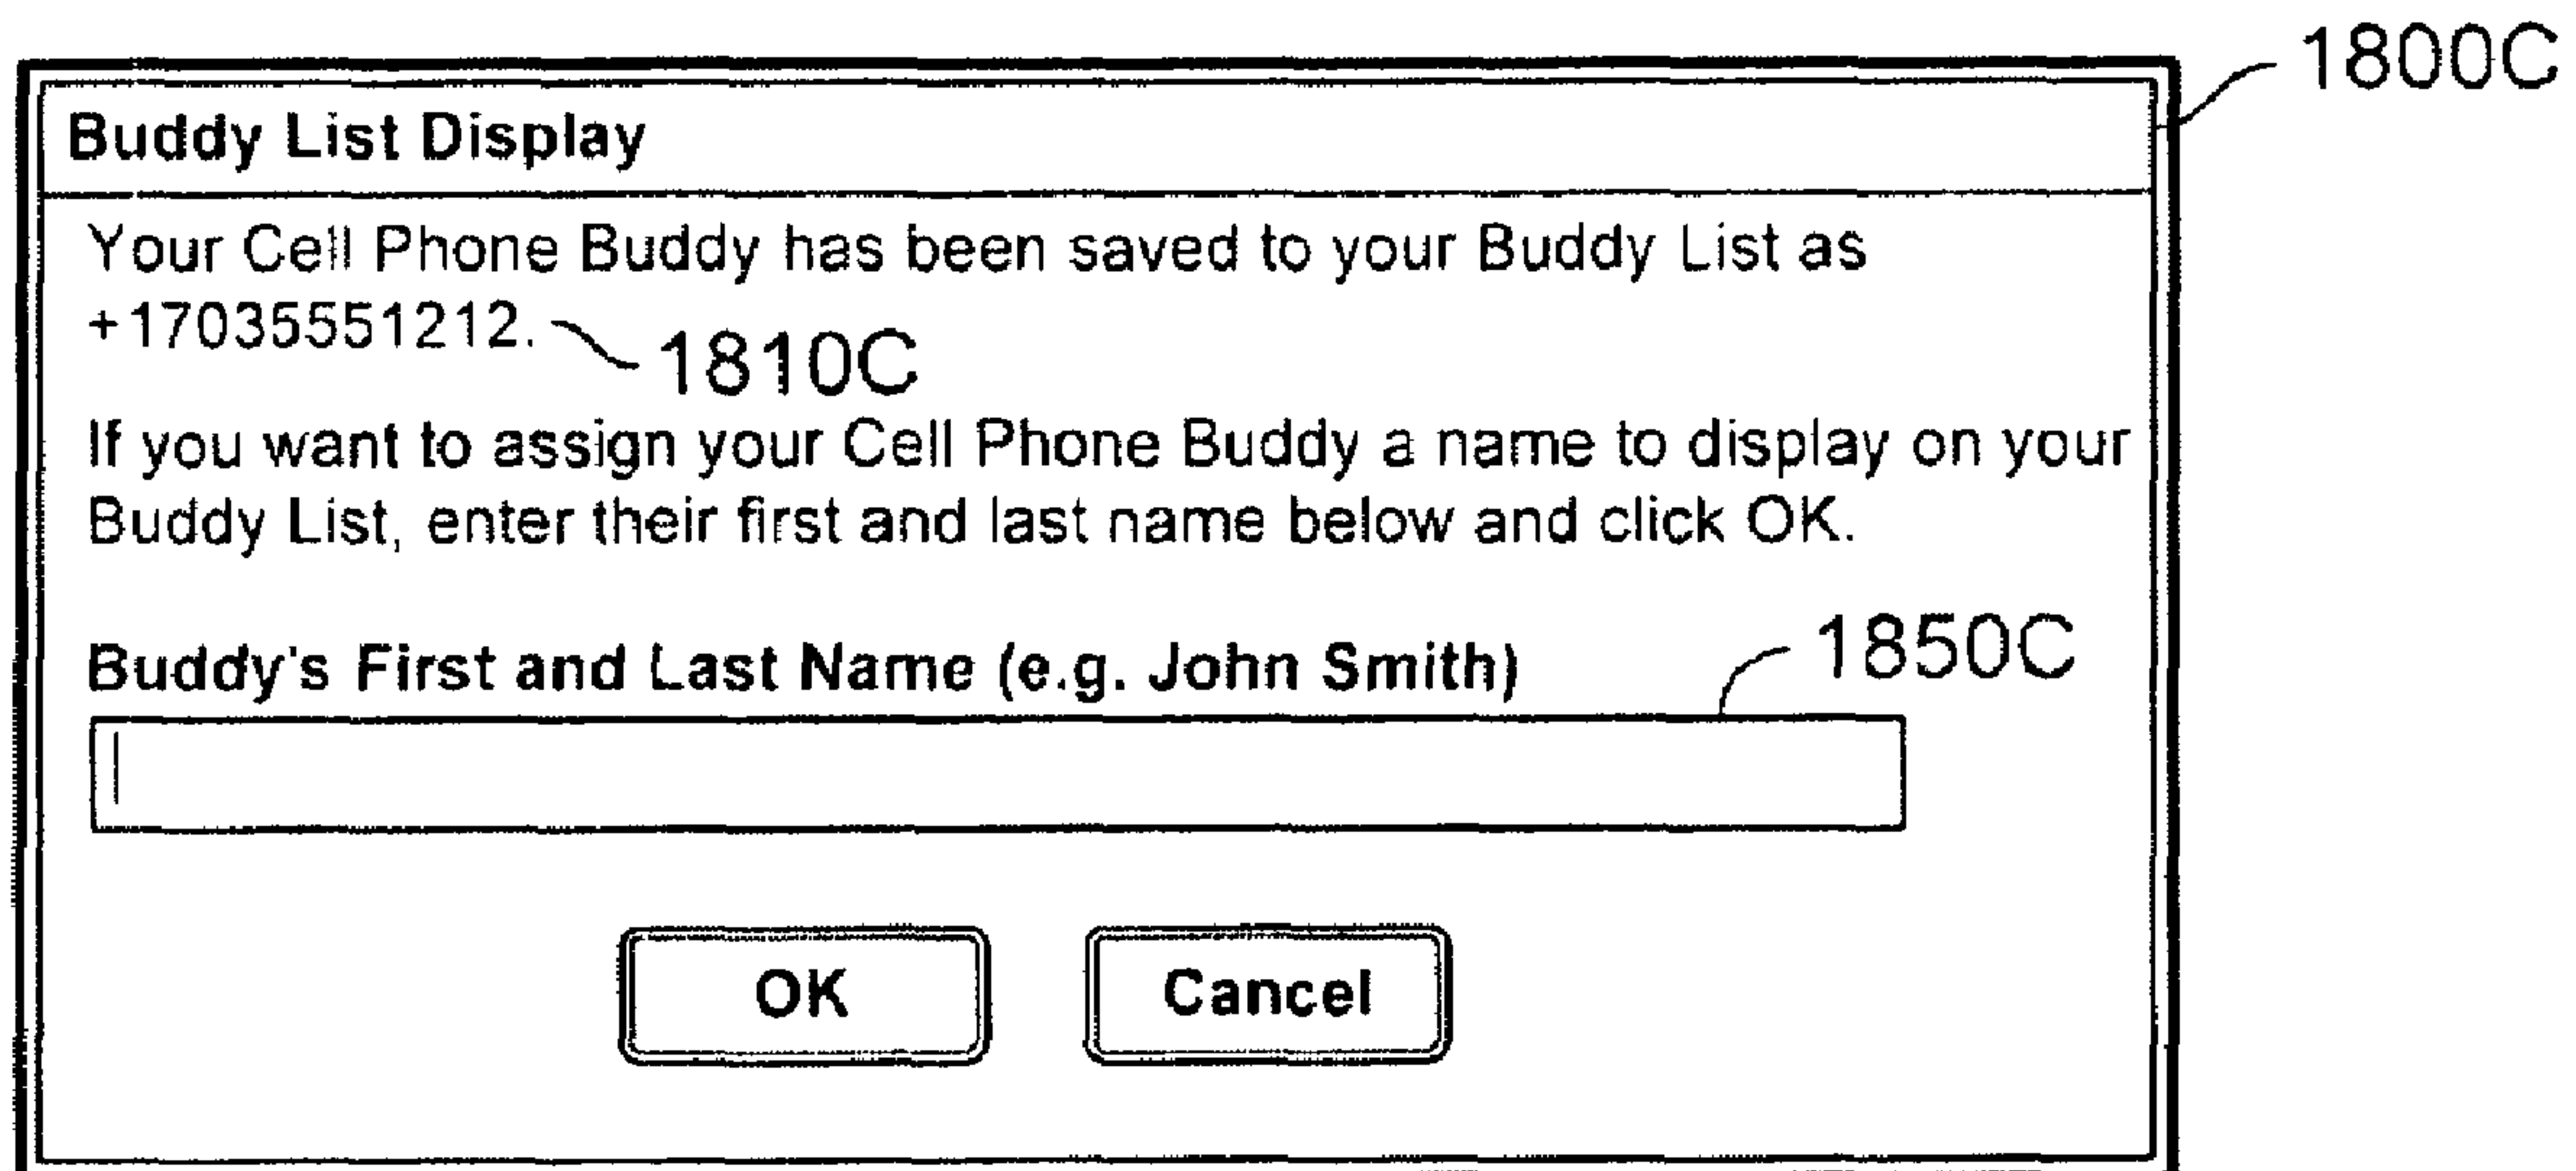 1800C
Buddy List Display
Your Cell Phone Buddy has been saved to your Buddy List as
+17035551212.
1810C
If you want to assign your Cell Phone Buddy a name to display on your
Buddy List, enter their first and last name below and click OK.
1850C
Buddy's First and Last Name (e.g. John Smith)
OK
Cancel